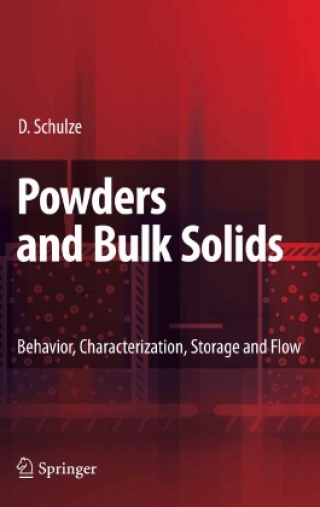 D. Schulze
Powders
and Bulk Solids
Behavior, Characterization, Storage and Flow
Springer